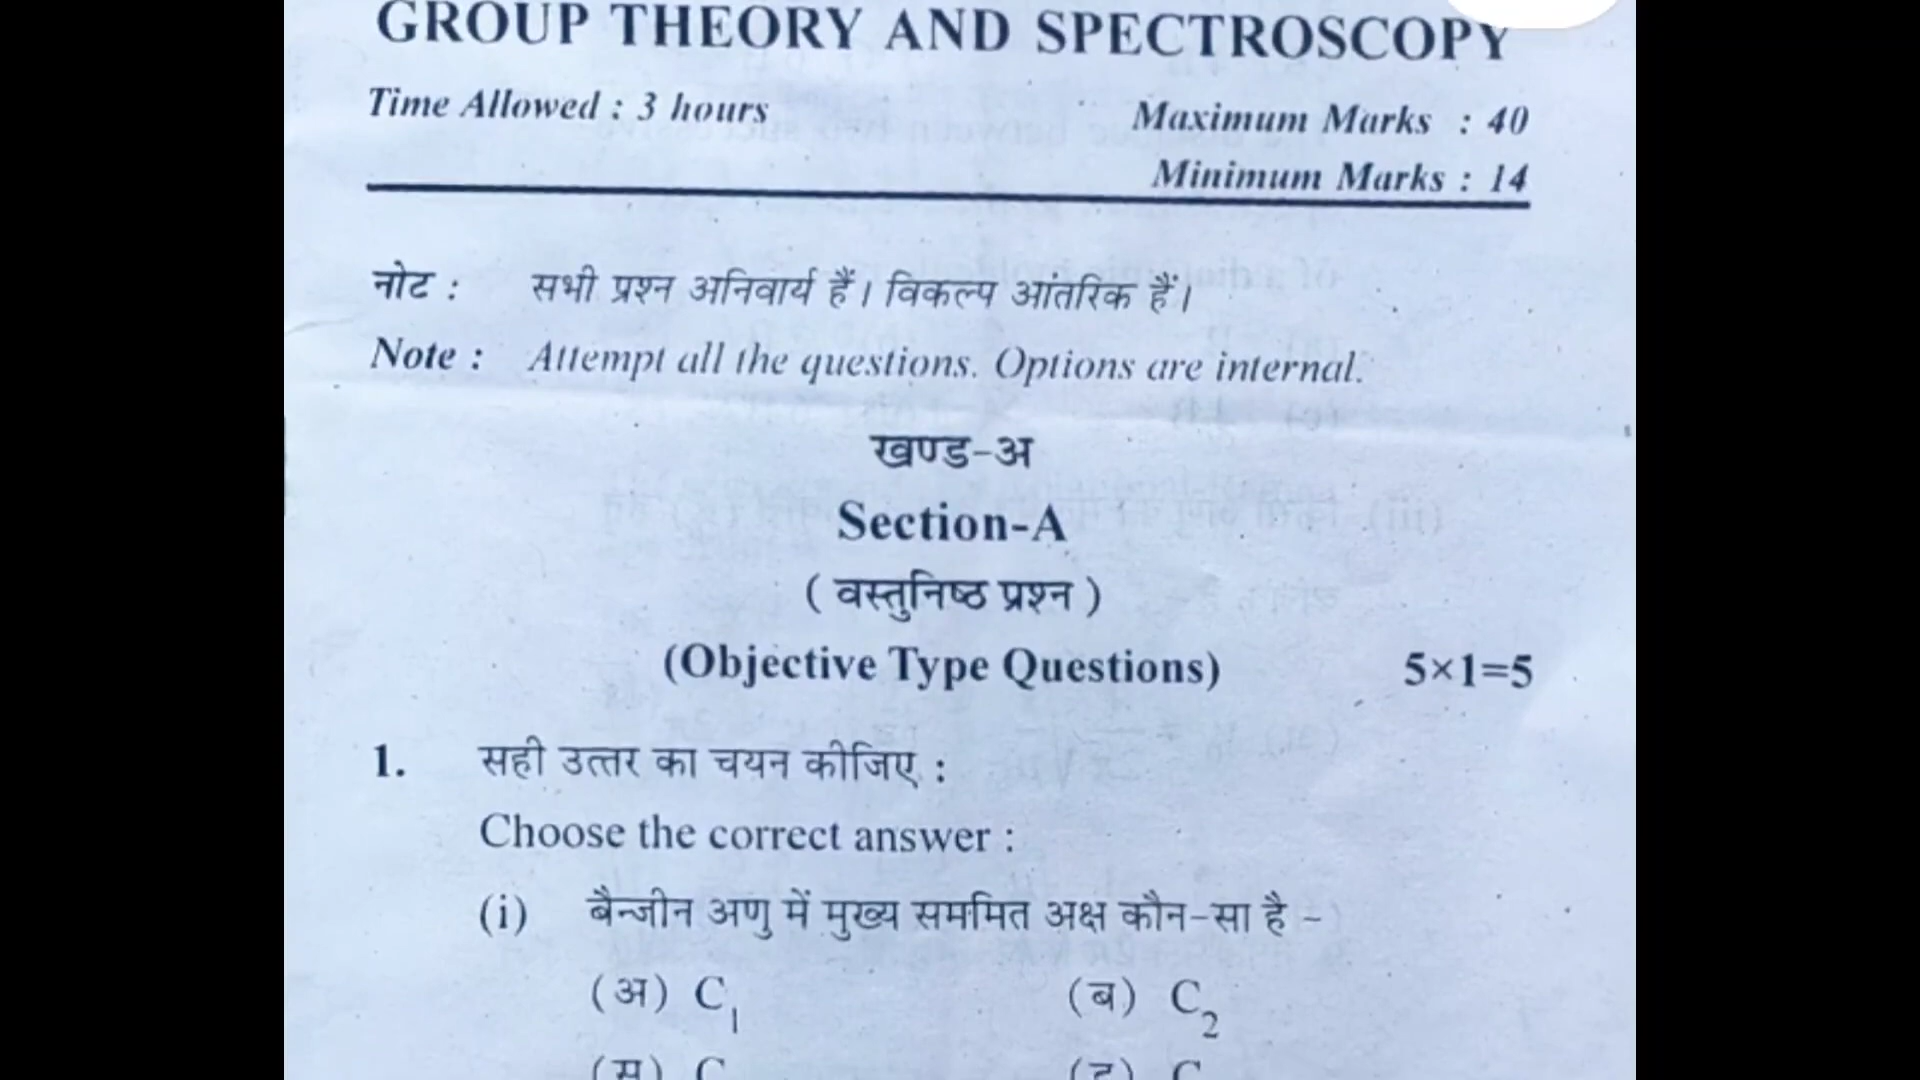 GROUP THEORY AND SPECTROSCOPY
Time Allowed : 3 hours
Maximum Marks : 40
Minimum Marks : 14
नोट : सभी प्रश्न अनिवार्य हैं। विकल्प आंतरिक हैं।
Note : Attempt all the questions. Options are internal.
खण्ड-अ
Section-A
( वस्तुनिष्ठ प्रश्न )
(Objective Type Questions) 5×1=5
1. सही उत्तर का चयन कीजिए :
Choose the correct answer :
(i) बैन्जीन अणु में मुख्य सममित अक्ष कौन-सा है -
(अ) C₁ (ब) C₂
(स) C (द) C